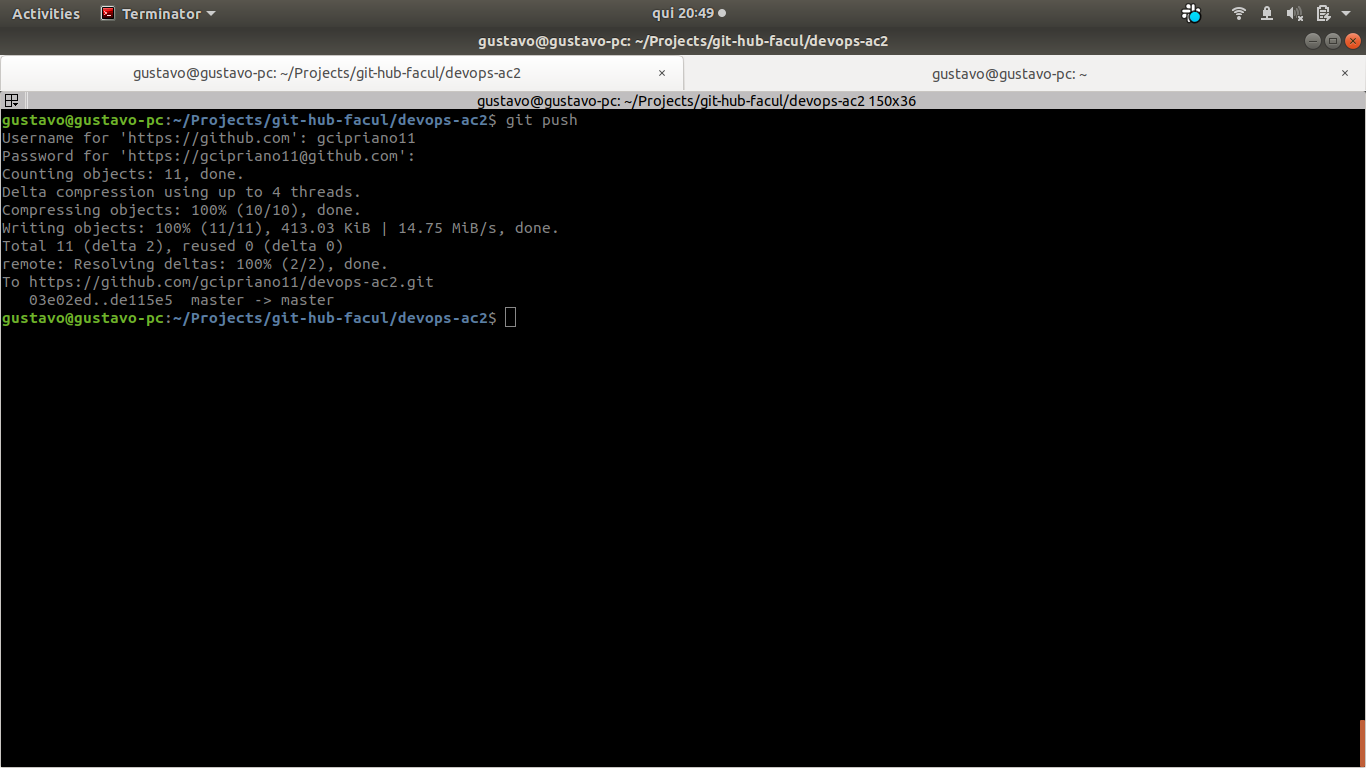 Activities Terminator qui 20:49
gustavo@gustavo-pc: ~/Projects/git-hub-facul/devops-ac2
gustavo@gustavo-pc: ~/Projects/git-hub-facul/devops-ac2 × gustavo@gustavo-pc: ~ ×
gustavo@gustavo-pc: ~/Projects/git-hub-facul/devops-ac2 150x36
gustavo@gustavo-pc:~/Projects/git-hub-facul/devops-ac2$ git push
Username for 'https://github.com': gcipriano11
Password for 'https://gcipriano11@github.com':
Counting objects: 11, done.
Delta compression using up to 4 threads.
Compressing objects: 100% (10/10), done.
Writing objects: 100% (11/11), 413.03 KiB | 14.75 MiB/s, done.
Total 11 (delta 2), reused 0 (delta 0)
remote: Resolving deltas: 100% (2/2), done.
To https://github.com/gcipriano11/devops-ac2.git
   03e02ed..de115e5  master -> master
gustavo@gustavo-pc:~/Projects/git-hub-facul/devops-ac2$